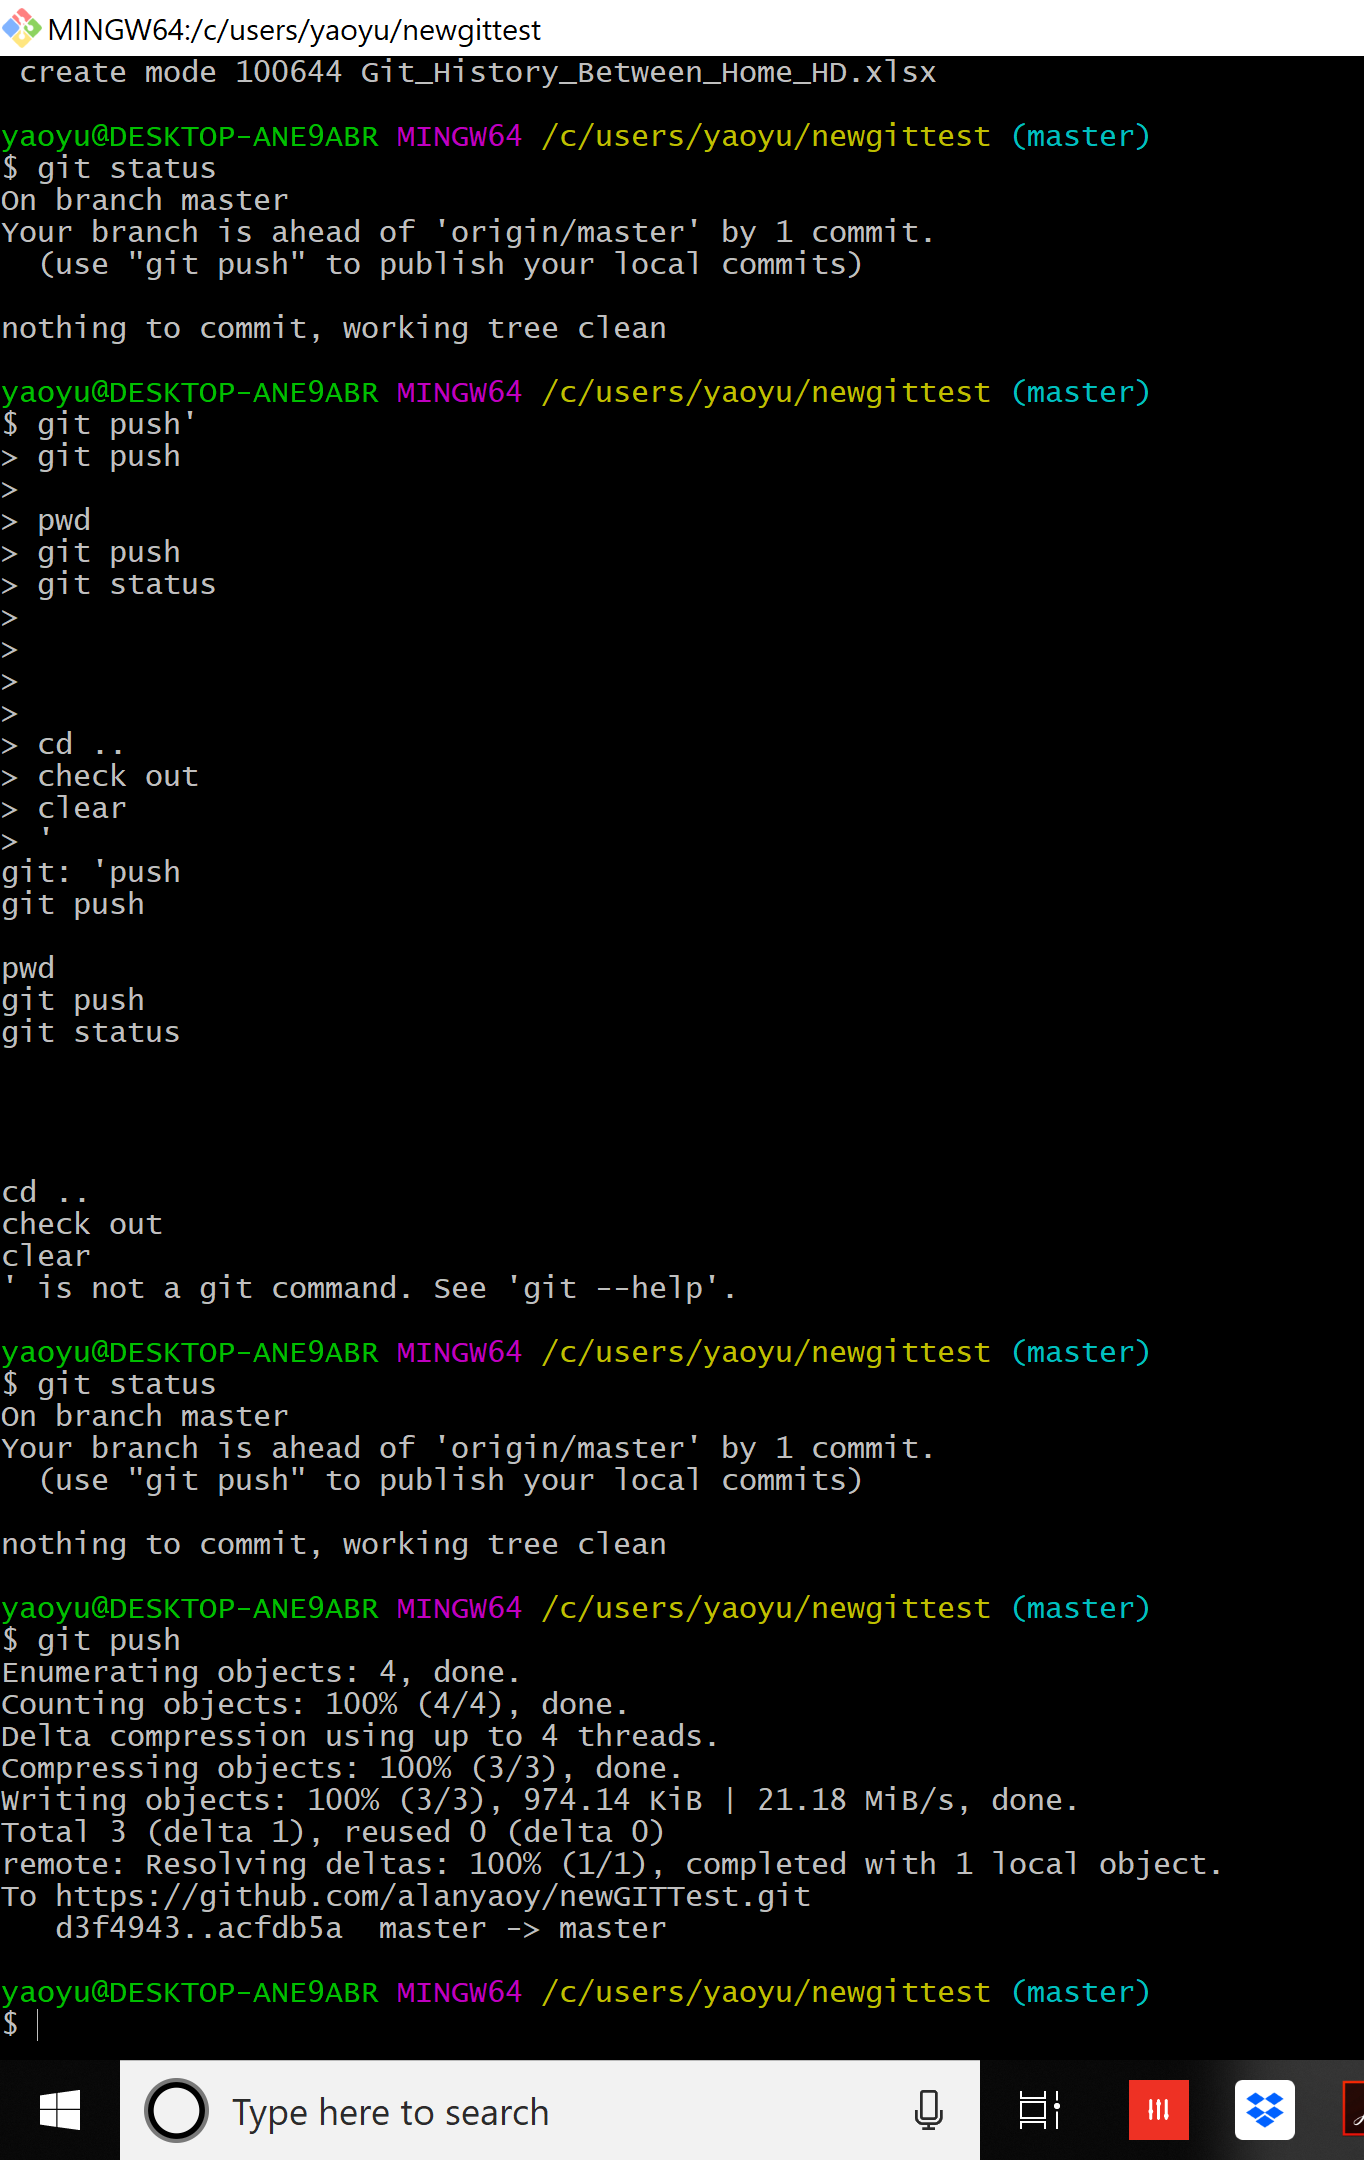 MINGW64:/c/users/yaoyu/newgittest
create mode 100644 Git_History_Between_Home_HD.xlsx
yaoyu@DESKTOP-ANE9ABR MINGW64 /c/users/yaoyu/newgittest (master)
$ git status
On branch master
Your branch is ahead of 'origin/master' by 1 commit.
  (use "git push" to publish your local commits)
nothing to commit, working tree clean
yaoyu@DESKTOP-ANE9ABR MINGW64 /c/users/yaoyu/newgittest (master)
$ git push'
> git push
>
> pwd
> git push
> git status
>
>
>
>
> cd ..
> check out
> clear
> '
git: 'push
git push
pwd
git push
git status
cd ..
check out
clear
' is not a git command. See 'git --help'.
yaoyu@DESKTOP-ANE9ABR MINGW64 /c/users/yaoyu/newgittest (master)
$ git status
On branch master
Your branch is ahead of 'origin/master' by 1 commit.
  (use "git push" to publish your local commits)
nothing to commit, working tree clean
yaoyu@DESKTOP-ANE9ABR MINGW64 /c/users/yaoyu/newgittest (master)
$ git push
Enumerating objects: 4, done.
Counting objects: 100% (4/4), done.
Delta compression using up to 4 threads.
Compressing objects: 100% (3/3), done.
Writing objects: 100% (3/3), 974.14 KiB | 21.18 MiB/s, done.
Total 3 (delta 1), reused 0 (delta 0)
remote: Resolving deltas: 100% (1/1), completed with 1 local object.
To https://github.com/alanyaoy/newGITTest.git
   d3f4943..acfdb5a  master -> master
yaoyu@DESKTOP-ANE9ABR MINGW64 /c/users/yaoyu/newgittest (master)
$
Type here to search